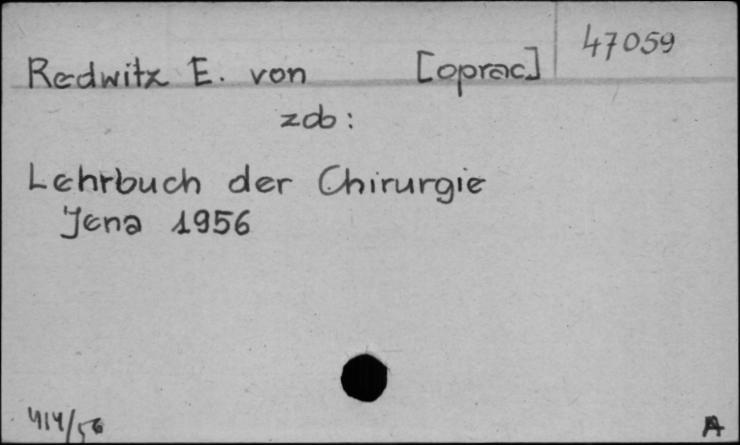 47059
Redwitz E. von [oprac]
zob:
Lehrbuch der Chirurgie
Jena 1956
414/56
A